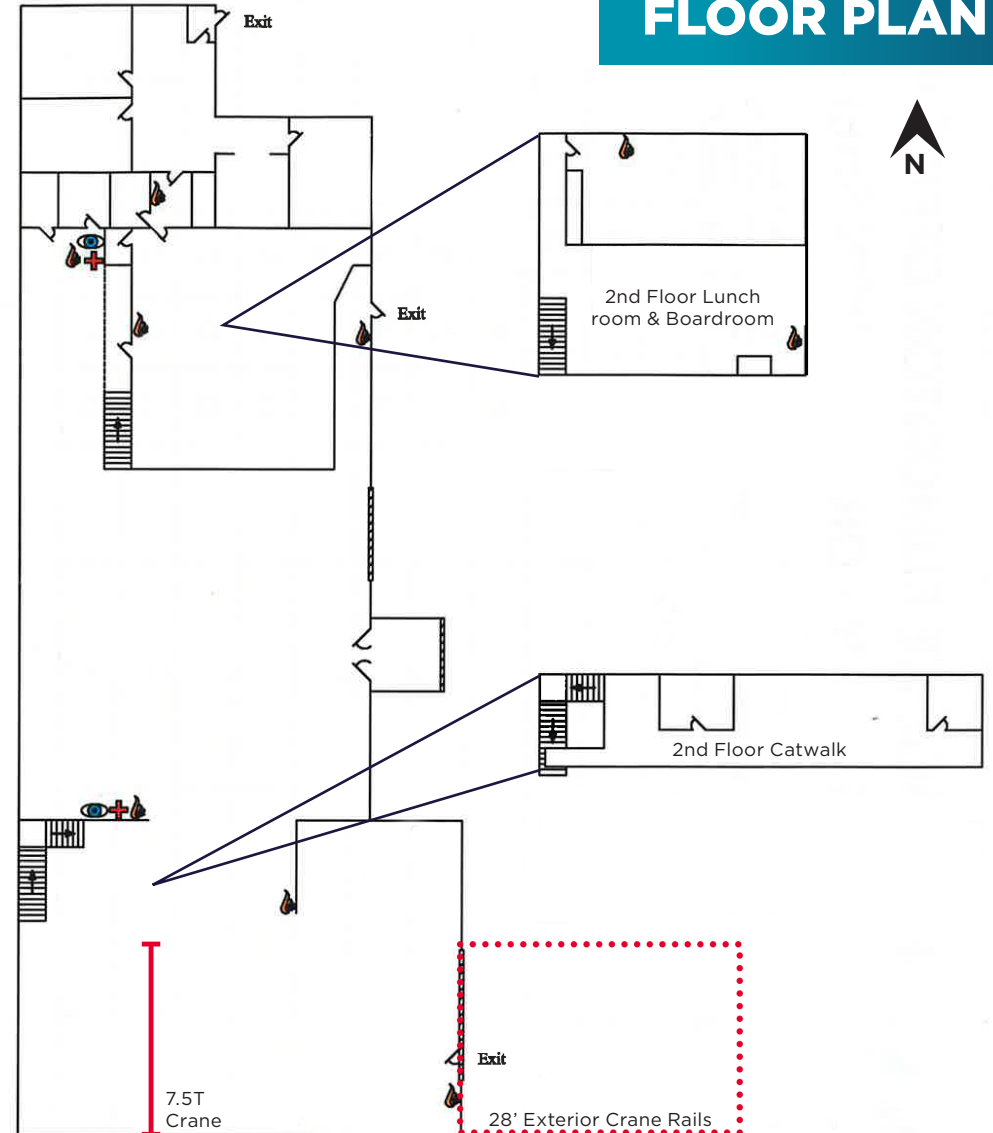 FLOOR PLAN
Exit
N
2nd Floor Lunch
room & Boardroom
Exit
2nd Floor Catwalk
Exit
7.5T
Crane
28' Exterior Crane Rails